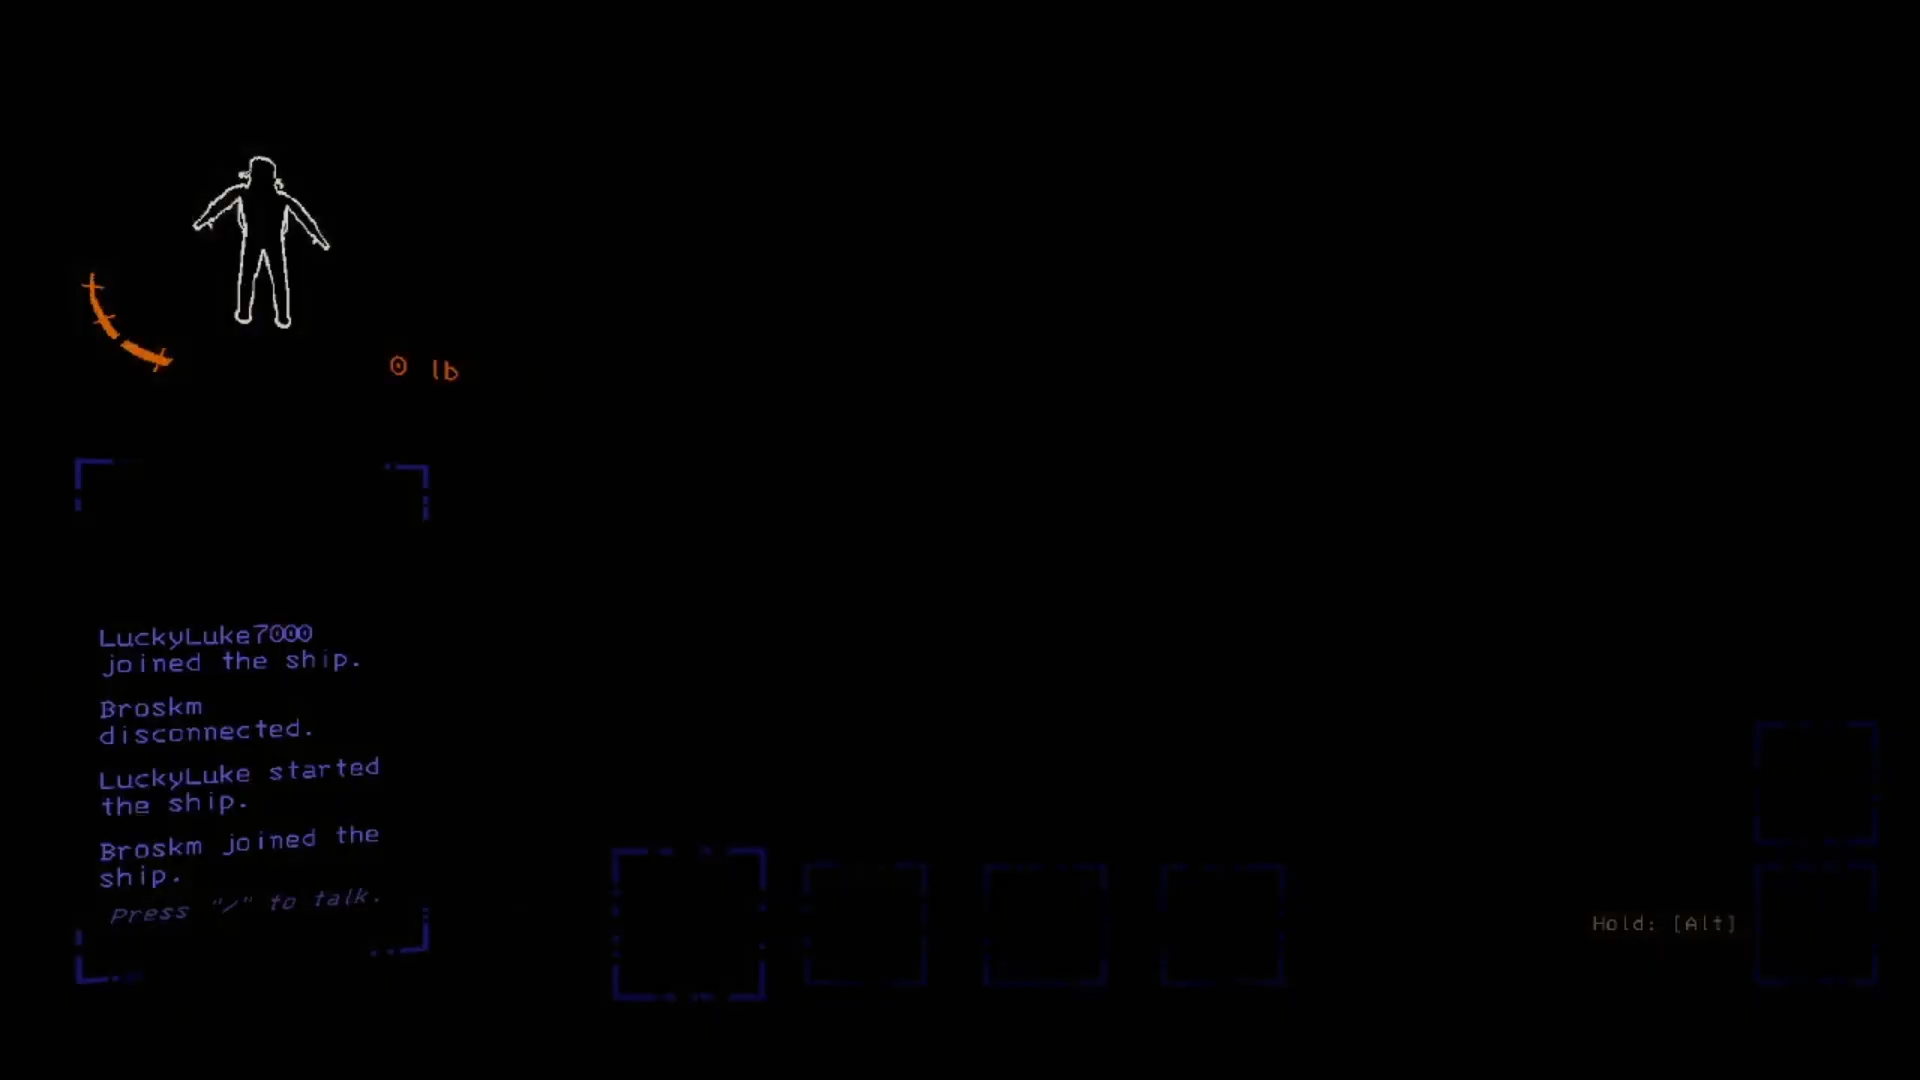 0 lb
LuckyLuke7000
joined the ship.
Broskm
disconnected.
LuckyLuke started
the ship.
Broskm joined the
ship.
Press "/" to talk.
Hold: [Alt]